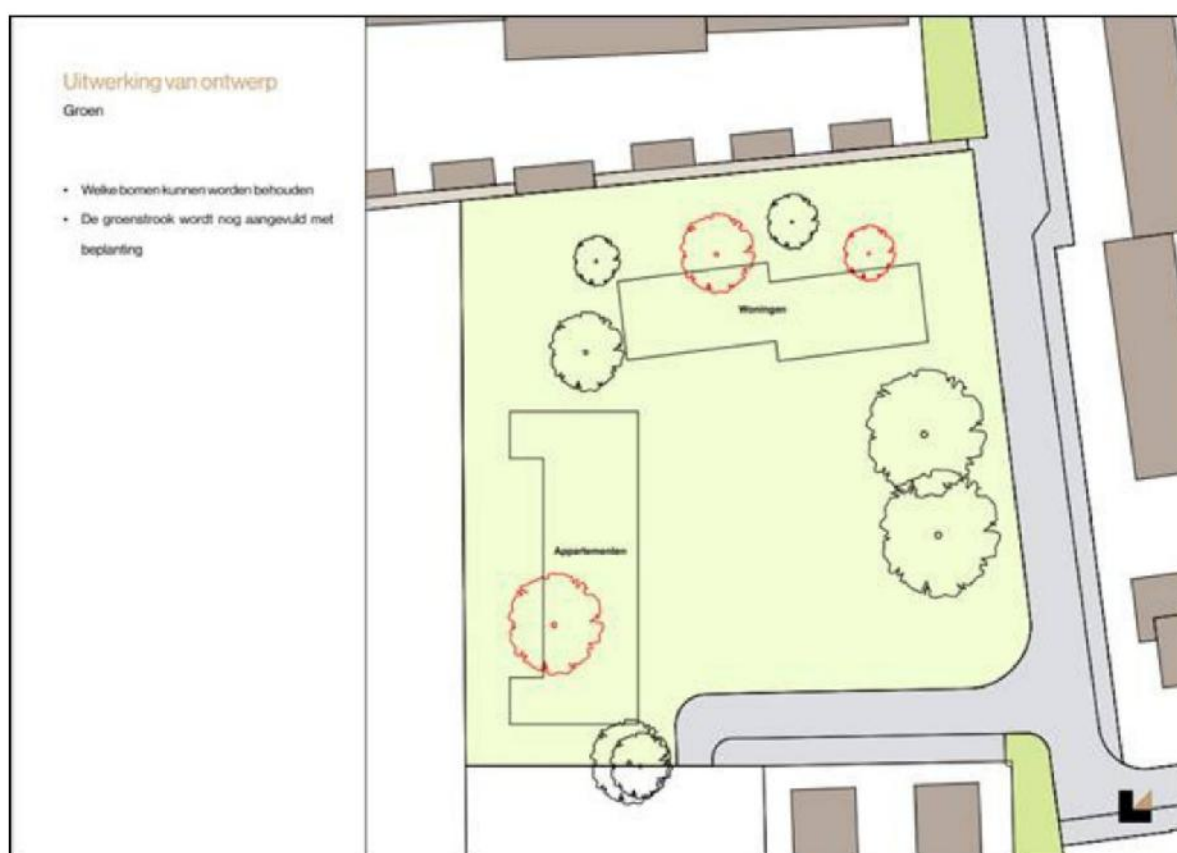 Uitwerking van ontwerp
Groen
• Welke bomen kunnen worden behouden
• De groenstrook wordt nog aangevuld met
beplanting
Woningen
Appartementen